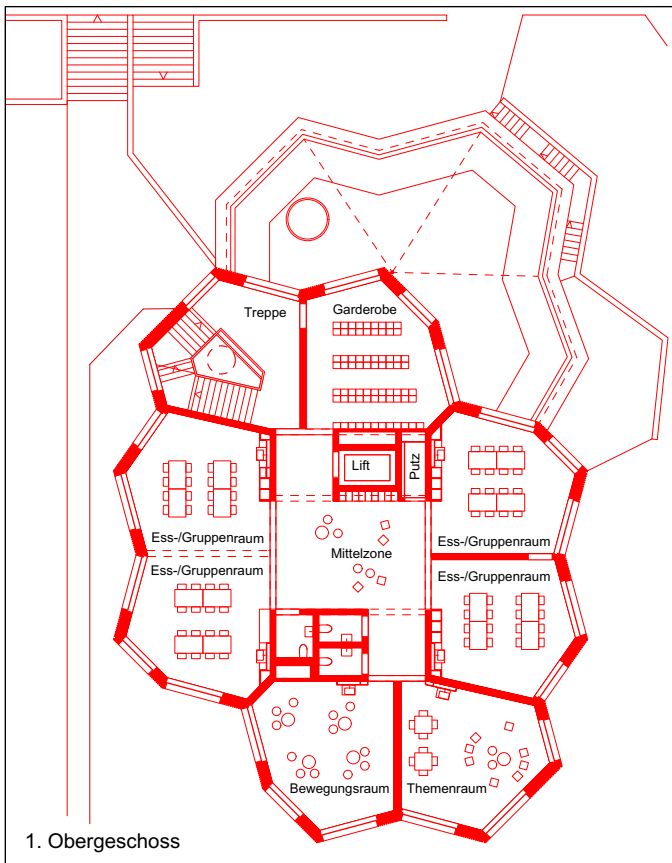 Treppe
Garderobe
Lift
Putz
Ess-/Gruppenraum
Mittelzone
Ess-/Gruppenraum
Ess-/Gruppenraum
Ess-/Gruppenraum
Bewegungsraum
Themenraum
1. Obergeschoss